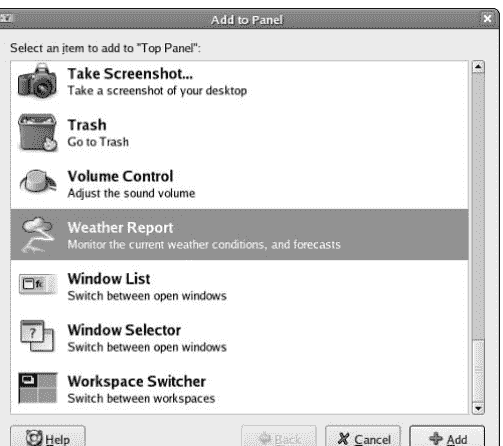 Add to Panel
Select an item to add to "Top Panel":
Take Screenshot...
Take a screenshot of your desktop
Trash
Go to Trash
Volume Control
Adjust the sound volume
Weather Report
Monitor the current weather conditions, and forecasts
Window List
Switch between open windows
Window Selector
Switch between open windows
Workspace Switcher
Switch between workspaces
Help
Back
Cancel
Add